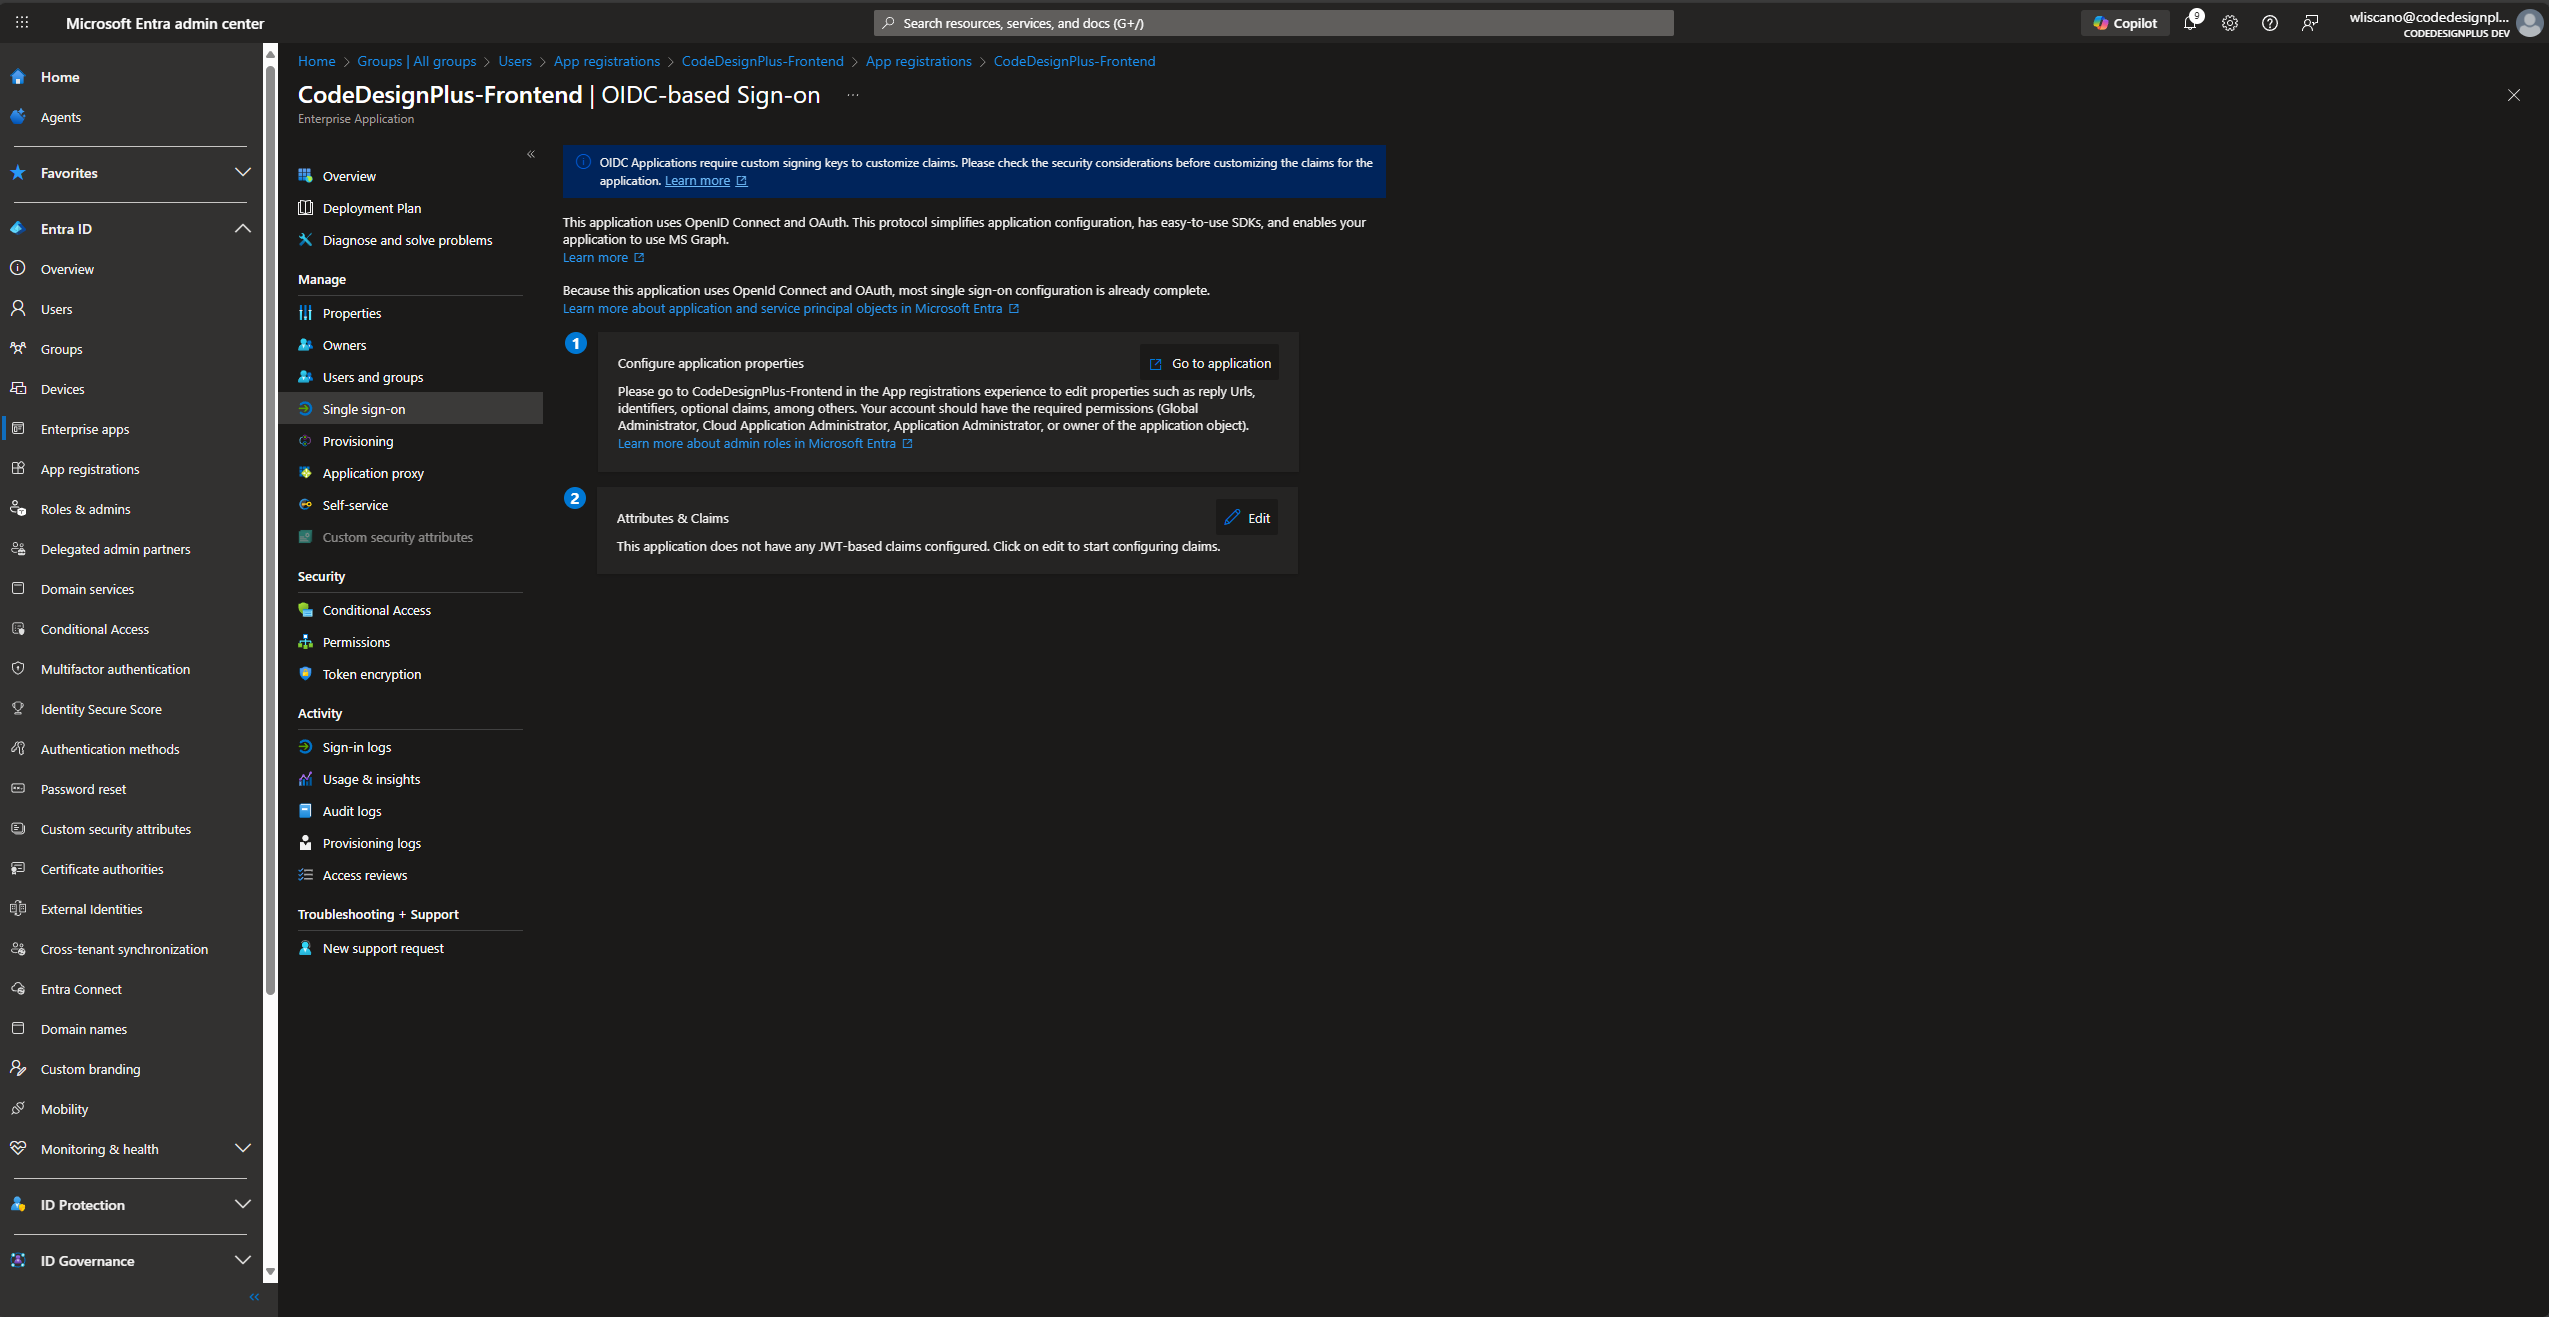 Microsoft Entra admin center
Search resources, services, and docs (G+/)
Copilot
9
wliscano@codedesignpl...
CODEDESIGNPLUS DEV
Home
Agents
Favorites
Entra ID
Overview
Users
Groups
Devices
Enterprise apps
App registrations
Roles & admins
Delegated admin partners
Domain services
Conditional Access
Multifactor authentication
Identity Secure Score
Authentication methods
Password reset
Custom security attributes
Certificate authorities
External Identities
Cross-tenant synchronization
Entra Connect
Domain names
Custom branding
Mobility
Monitoring & health
ID Protection
ID Governance
Home > Groups | All groups > Users > App registrations > CodeDesignPlus-Frontend > App registrations > CodeDesignPlus-Frontend
CodeDesignPlus-Frontend | OIDC-based Sign-on ...
Enterprise Application
Overview
Deployment Plan
Diagnose and solve problems
Manage
Properties
Owners
Users and groups
Single sign-on
Provisioning
Application proxy
Self-service
Custom security attributes
Security
Conditional Access
Permissions
Token encryption
Activity
Sign-in logs
Usage & insights
Audit logs
Provisioning logs
Access reviews
Troubleshooting + Support
New support request
OIDC Applications require custom signing keys to customize claims. Please check the security considerations before customizing the claims for the
application. Learn more
This application uses OpenID Connect and OAuth. This protocol simplifies application configuration, has easy-to-use SDKs, and enables your
application to use MS Graph.
Learn more
Because this application uses OpenId Connect and OAuth, most single sign-on configuration is already complete.
Learn more about application and service principal objects in Microsoft Entra
1
Configure application properties
Go to application
Please go to CodeDesignPlus-Frontend in the App registrations experience to edit properties such as reply Urls,
identifiers, optional claims, among others. Your account should have the required permissions (Global
Administrator, Cloud Application Administrator, Application Administrator, or owner of the application object).
Learn more about admin roles in Microsoft Entra
2
Attributes & Claims
Edit
This application does not have any JWT-based claims configured. Click on edit to start configuring claims.